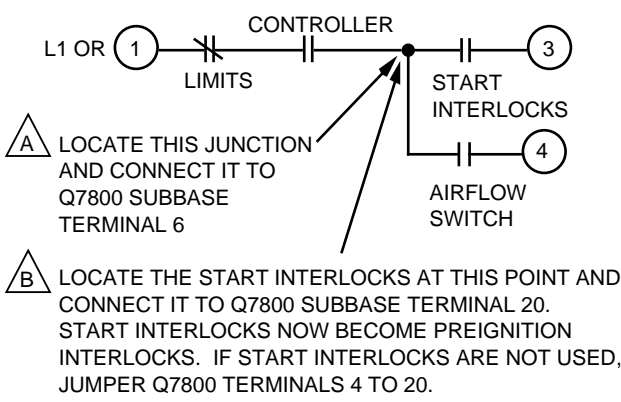 CONTROLLER
L1 OR 1
3
LIMITS
START
INTERLOCKS
4
AIRFLOW
SWITCH
A LOCATE THIS JUNCTION
AND CONNECT IT TO
Q7800 SUBBASE
TERMINAL 6
B LOCATE THE START INTERLOCKS AT THIS POINT AND
CONNECT IT TO Q7800 SUBBASE TERMINAL 20.
START INTERLOCKS NOW BECOME PREIGNITION
INTERLOCKS. IF START INTERLOCKS ARE NOT USED,
JUMPER Q7800 TERMINALS 4 TO 20.